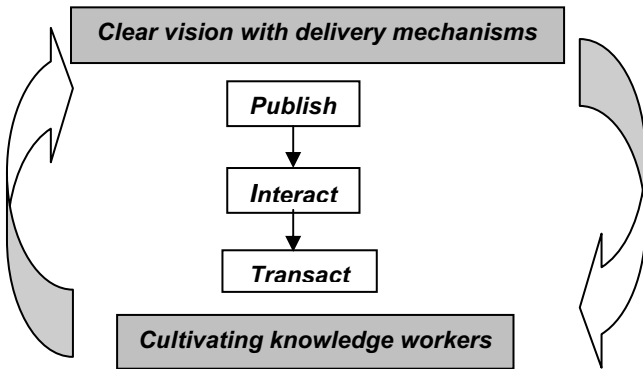 Clear vision with delivery mechanisms
Publish
Interact
Transact
Cultivating knowledge workers